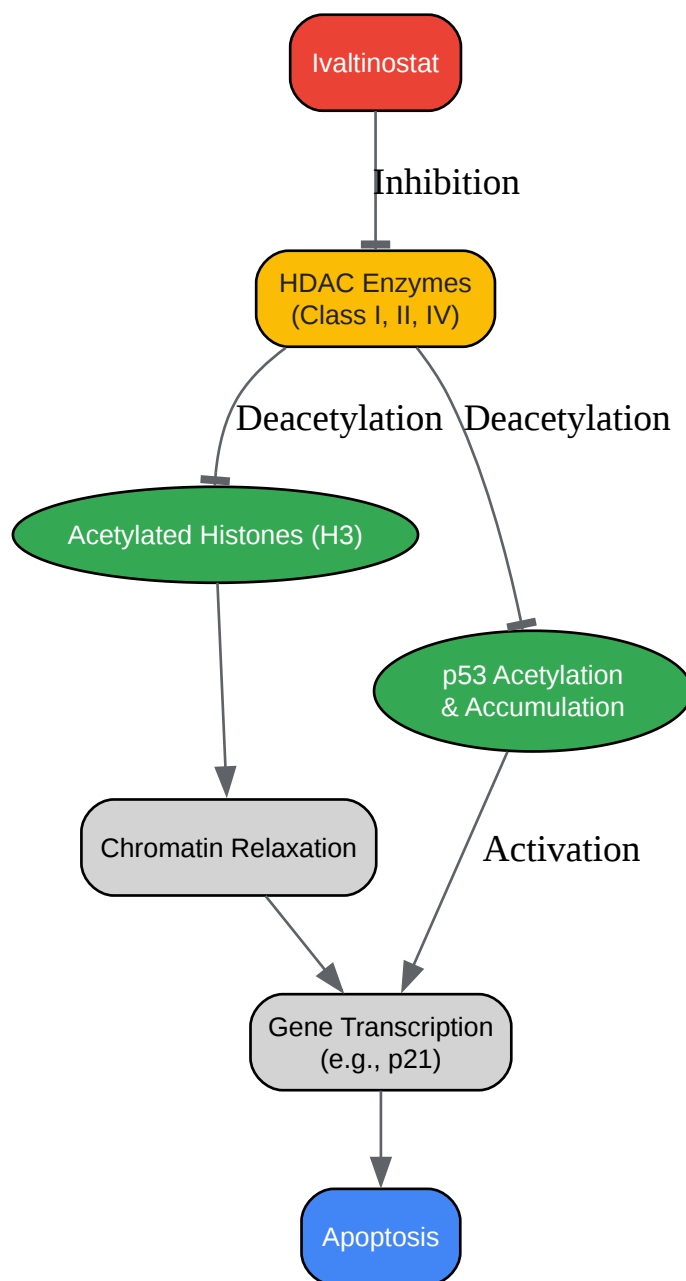 Ivaltinostat
Inhibition
HDAC Enzymes
(Class I, II, IV)
Deacetylation
Deacetylation
Acetylated Histones (H3)
p53 Acetylation
& Accumulation
Chromatin Relaxation
Activation
Gene Transcription
(e.g., p21)
Apoptosis